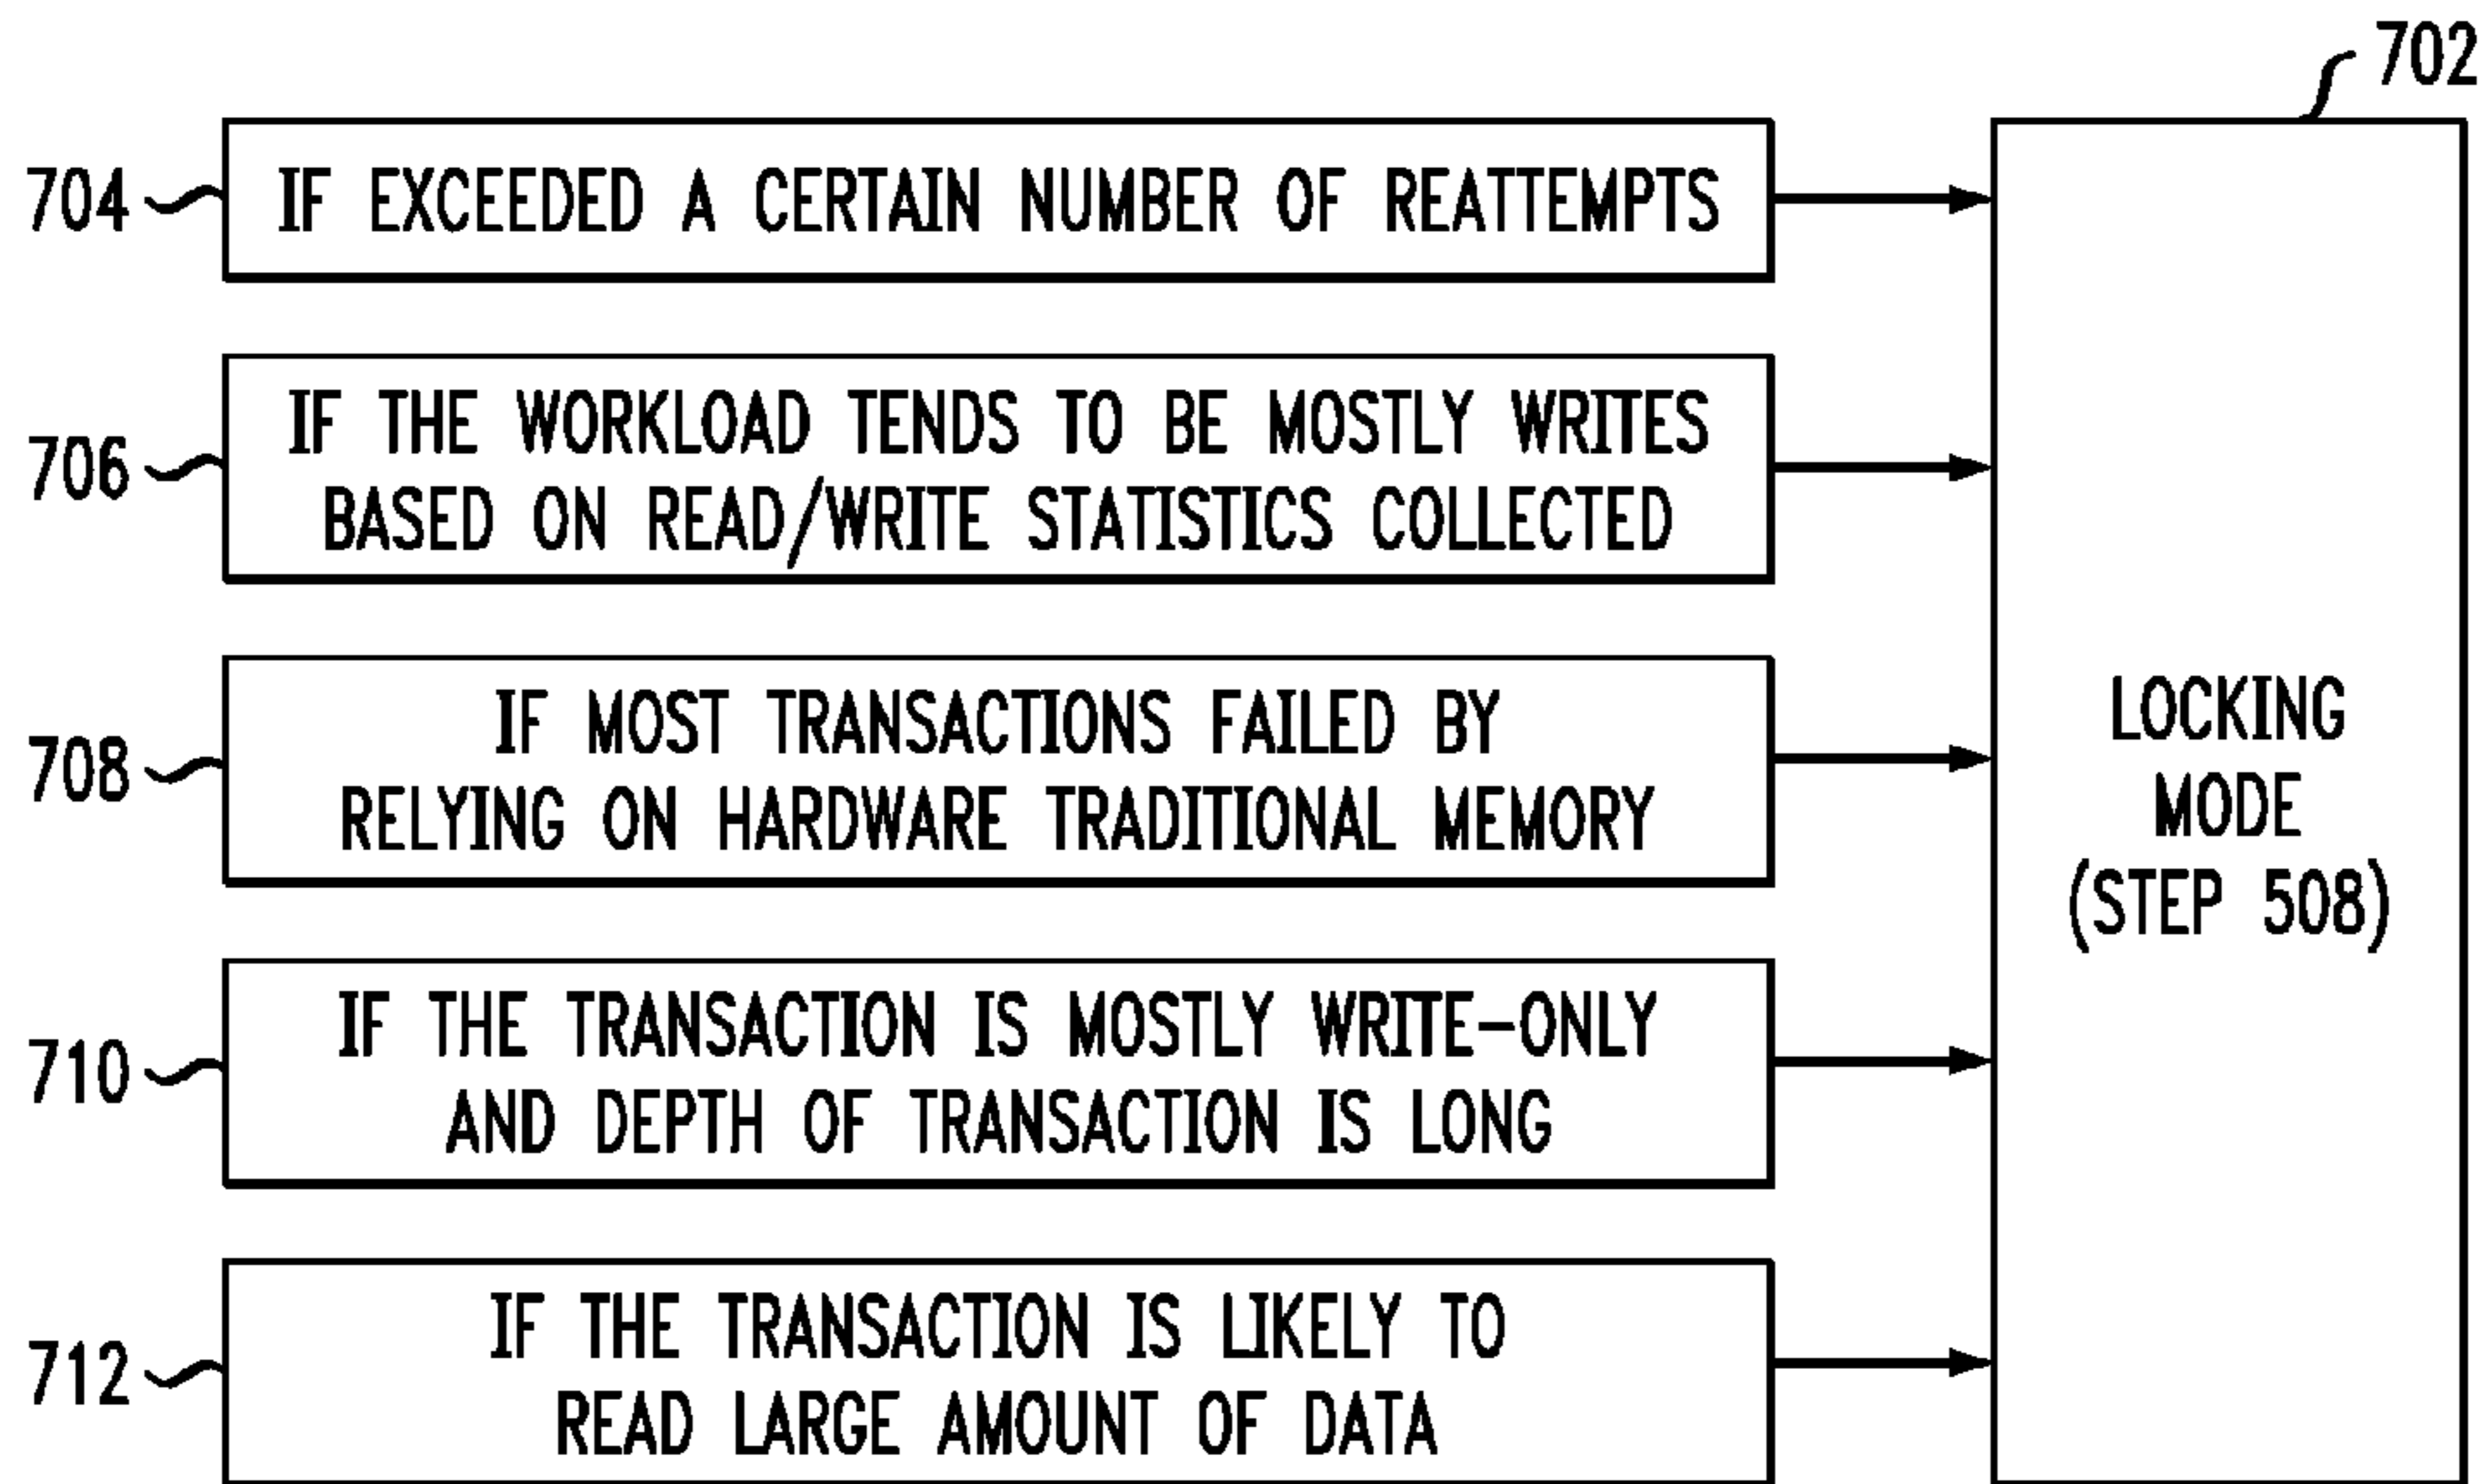 702
704 IF EXCEEDED A CERTAIN NUMBER OF REATTEMPTS
706
IF THE WORKLOAD TENDS TO BE MOSTLY WRITES
BASED ON READ/WRITE STATISTICS COLLECTED
708
IF MOST TRANSACTIONS FAILED BY
RELYING ON HARDWARE TRADITIONAL MEMORY
710
IF THE TRANSACTION IS MOSTLY WRITE-ONLY
AND DEPTH OF TRANSACTION IS LONG
712
IF THE TRANSACTION IS LIKELY TO
READ LARGE AMOUNT OF DATA
LOCKING
MODE
(STEP 508)